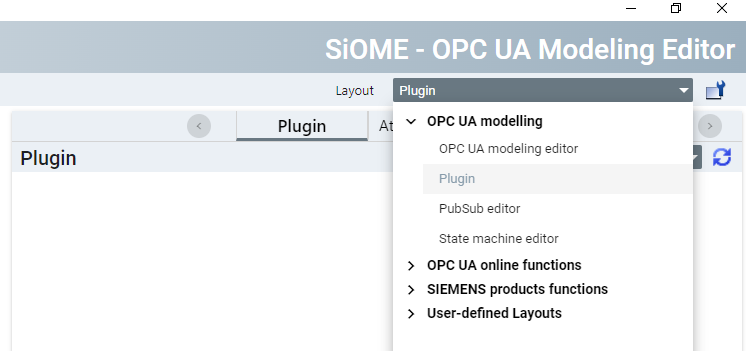 SiOME - OPC UA Modeling Editor
Layout
Plugin
Plugin
At
Plugin
OPC UA modelling
OPC UA modeling editor
Plugin
PubSub editor
State machine editor
OPC UA online functions
SIEMENS products functions
User-defined Layouts